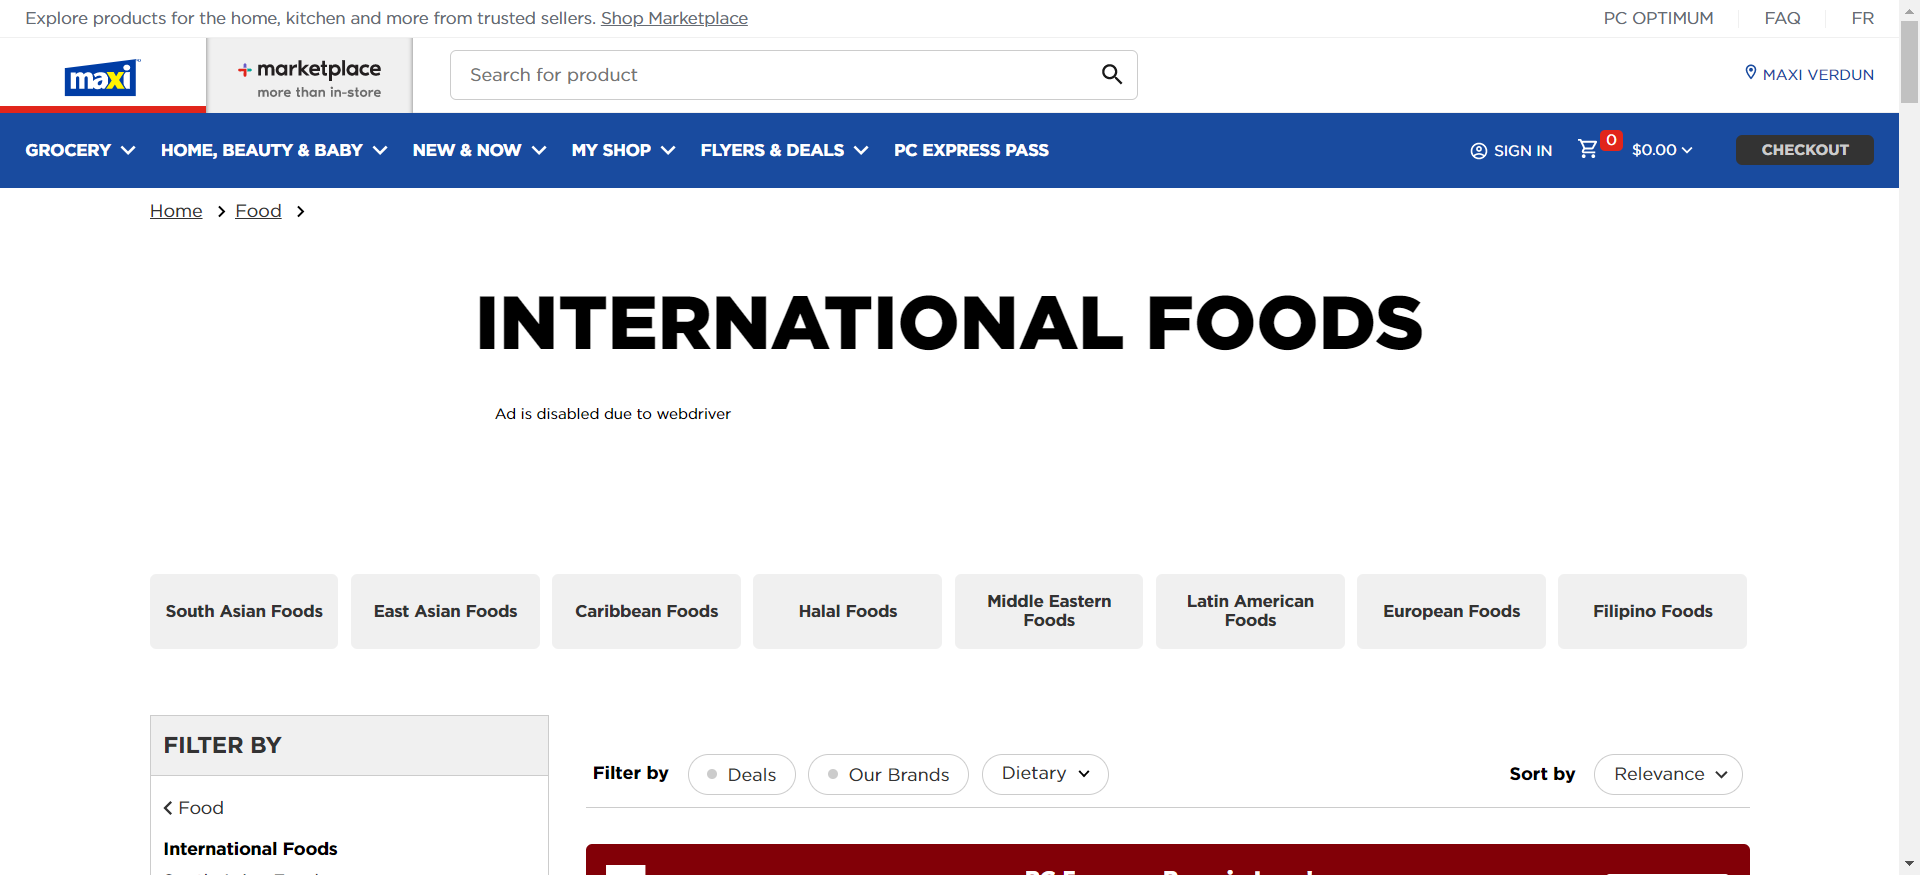 Explore products for the home, kitchen and more from trusted sellers. Shop Marketplace
PC OPTIMUM
FAQ
FR
maxi
marketplace
more than in-store
Search for product
MAXI VERDUN
GROCERY
HOME, BEAUTY & BABY
NEW & NOW
MY SHOP
FLYERS & DEALS
PC EXPRESS PASS
SIGN IN
0
$0.00
CHECKOUT
Home
Food
INTERNATIONAL FOODS
Ad is disabled due to webdriver
South Asian Foods
East Asian Foods
Caribbean Foods
Halal Foods
Middle Eastern
Foods
Latin American
Foods
European Foods
Filipino Foods
FILTER BY
Food
International Foods
Filter by
Deals
Our Brands
Dietary
Sort by
Relevance